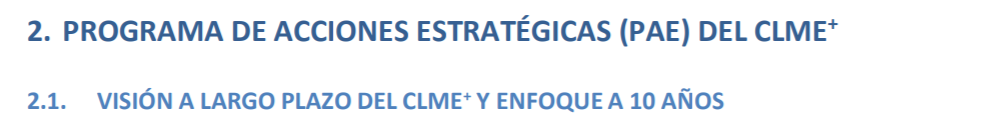 2. PROGRAMA DE ACCIONES ESTRATÉGICAS (PAE) DEL CLME⁺
2.1. VISIÓN A LARGO PLAZO DEL CLME⁺ Y ENFOQUE A 10 AÑOS